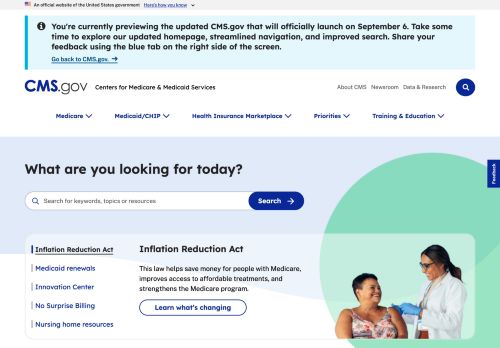 An official website of the United States government Here's how you know
You're currently previewing the updated CMS.gov that will officially launch on September 6. Take some
time to explore our updated homepage, streamlined navigation, and improved search. Share your
feedback using the blue tab on the right side of the screen.
Go back to CMS.gov.
CMS.gov Centers for Medicare & Medicaid Services
About CMS Newsroom Data & Research
Medicare Medicaid/CHIP Health Insurance Marketplace Priorities Training & Education
Feedback
What are you looking for today?
Search for keywords, topics or resources Search
Inflation Reduction Act
Medicaid renewals
Innovation Center
No Surprise Billing
Nursing home resources
Inflation Reduction Act
This law helps save money for people with Medicare,
improves access to affordable treatments, and
strengthens the Medicare program.
Learn what's changing